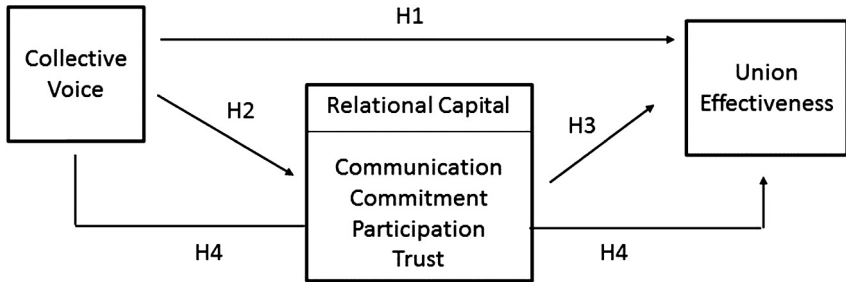 H1
Collective
Voice
Union
Effectiveness
Relational Capital
H2
H3
Communication
Commitment
Participation
Trust
H4
H4